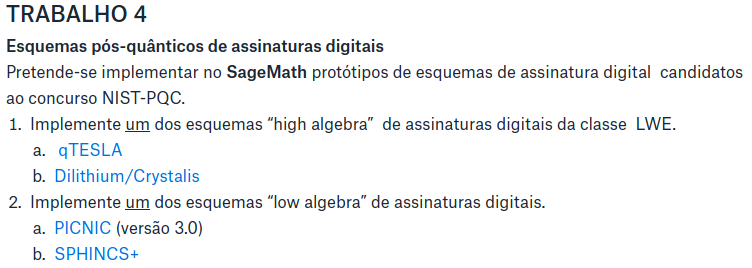 TRABALHO 4
Esquemas pós-quânticos de assinaturas digitais
Pretende-se implementar no SageMath protótipos de esquemas de assinatura digital candidatos
ao concurso NIST-PQC.
1. Implemente um dos esquemas “high algebra” de assinaturas digitais da classe LWE.
a. qTESLA
b. Dilithium/Crystalis
2. Implemente um dos esquemas “low algebra” de assinaturas digitais.
a. PICNIC (versão 3.0)
b. SPHINCS+